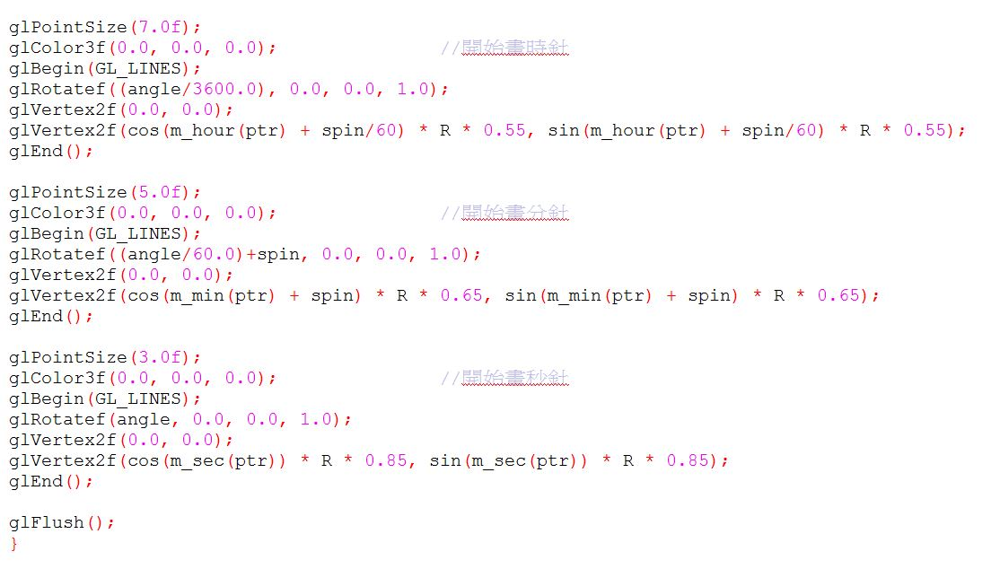 glPointSize(7.0f);
glColor3f(0.0, 0.0, 0.0); //開始畫時針
glBegin(GL_LINES);
glRotatef((angle/3600.0), 0.0, 0.0, 1.0);
glVertex2f(0.0, 0.0);
glVertex2f(cos(m_hour(ptr) + spin/60) * R * 0.55, sin(m_hour(ptr) + spin/60) * R * 0.55);
glEnd();
glPointSize(5.0f);
glColor3f(0.0, 0.0, 0.0); //開始畫分針
glBegin(GL_LINES);
glRotatef((angle/60.0)+spin, 0.0, 0.0, 1.0);
glVertex2f(0.0, 0.0);
glVertex2f(cos(m_min(ptr) + spin) * R * 0.65, sin(m_min(ptr) + spin) * R * 0.65);
glEnd();
glPointSize(3.0f);
glColor3f(0.0, 0.0, 0.0); //開始畫秒針
glBegin(GL_LINES);
glRotatef(angle, 0.0, 0.0, 1.0);
glVertex2f(0.0, 0.0);
glVertex2f(cos(m_sec(ptr)) * R * 0.85, sin(m_sec(ptr)) * R * 0.85);
glEnd();
glFlush();
}